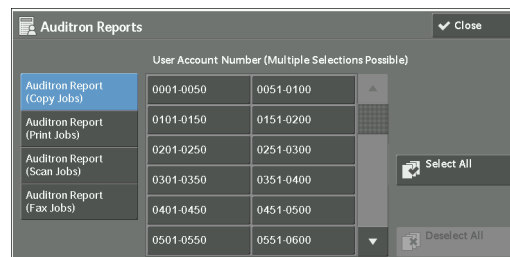 Auditron Reports
Close
User Account Number (Multiple Selections Possible)
Auditron Report
(Copy Jobs)
Auditron Report
(Print Jobs)
Auditron Report
(Scan Jobs)
Auditron Report
(Fax Jobs)
0001-0050 0051-0100
0101-0150 0151-0200
0201-0250 0251-0300
0301-0350 0351-0400
0401-0450 0451-0500
0501-0550 0551-0600
Select All
Deselect All